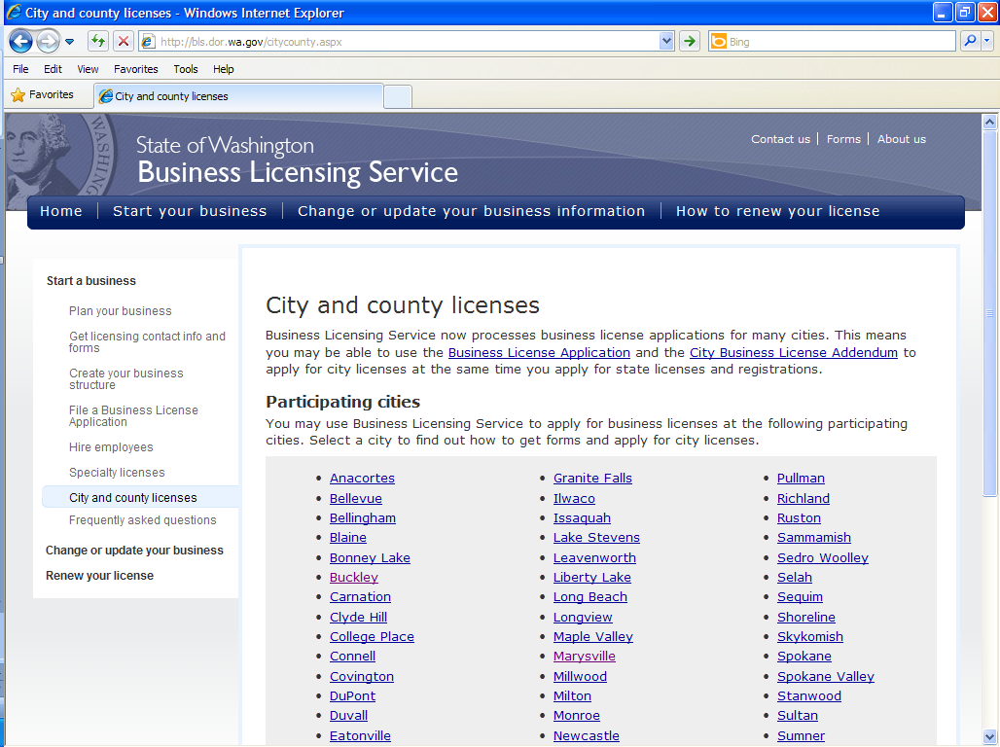 City and county licenses - Windows Internet Explorer
http://bls.dor.wa.gov/citycounty.aspx
Bing
File Edit View Favorites Tools Help
Favorites
City and county licenses
WASHINGTON
State of Washington
Business Licensing Service
Contact us | Forms | About us
Home | Start your business | Change or update your business information | How to renew your license
Start a business
Plan your business
Get licensing contact info and
forms
Create your business
structure
File a Business License
Application
Hire employees
Specialty licenses
City and county licenses
Frequently asked questions
Change or update your business
Renew your license
City and county licenses
Business Licensing Service now processes business license applications for many cities. This means
you may be able to use the Business License Application and the City Business License Addendum to
apply for city licenses at the same time you apply for state licenses and registrations.
Participating cities
You may use Business Licensing Service to apply for business licenses at the following participating
cities. Select a city to find out how to get forms and apply for city licenses.
• Anacortes
• Bellevue
• Bellingham
• Blaine
• Bonney Lake
• Buckley
• Carnation
• Clyde Hill
• College Place
• Connell
• Covington
• DuPont
• Duvall
• Eatonville
• Granite Falls
• Ilwaco
• Issaquah
• Lake Stevens
• Leavenworth
• Liberty Lake
• Long Beach
• Longview
• Maple Valley
• Marysville
• Millwood
• Milton
• Monroe
• Newcastle
• Pullman
• Richland
• Ruston
• Sammamish
• Sedro Woolley
• Selah
• Sequim
• Shoreline
• Skykomish
• Spokane
• Spokane Valley
• Stanwood
• Sultan
• Sumner